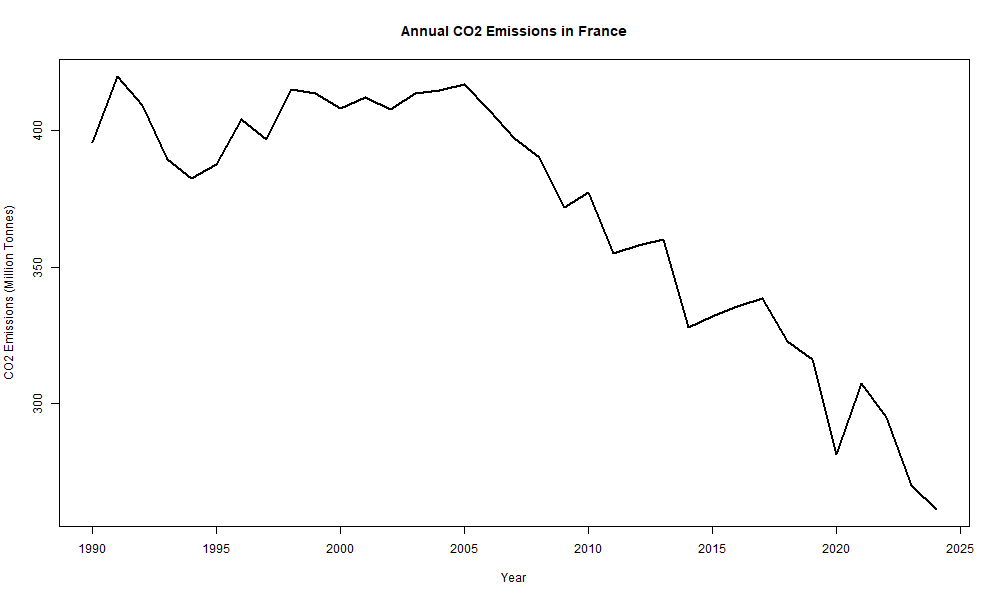 Annual CO2 Emissions in France
CO2 Emissions (Million Tonnes)
400
350
300
1990 1995 2000 2005 2010 2015 2020 2025
Year